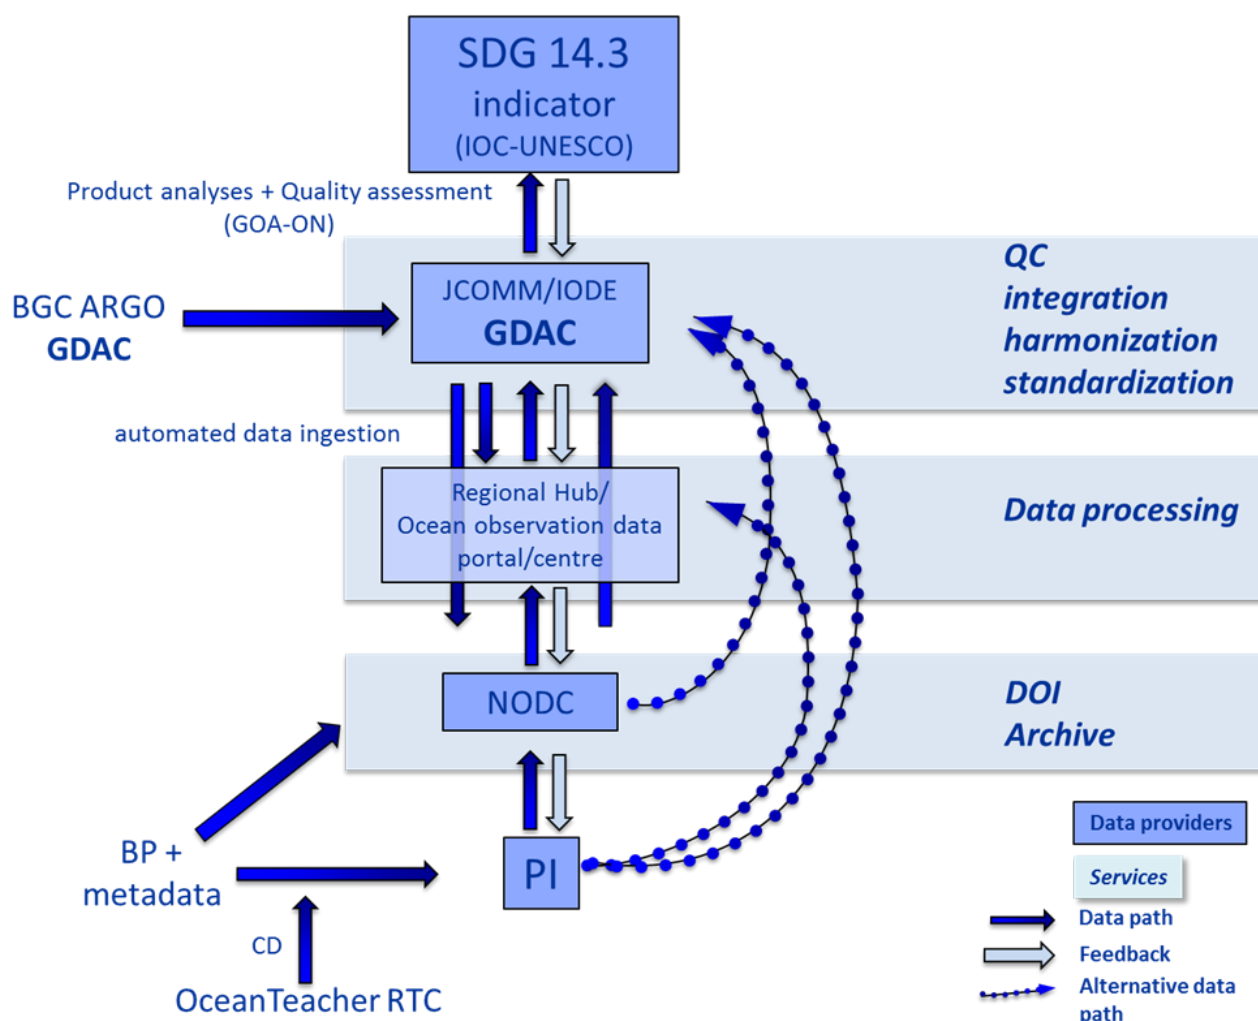 SDG 14.3
indicator
(IOC-UNESCO)
Product analyses + Quality assessment
(GOA-ON)
QC
integration
harmonization
standardization
JCOMM/IODE
GDAC
BGC ARGO
GDAC
automated data ingestion
Regional Hub/
Ocean observation data
portal/centre
Data processing
NODC
DOI
Archive
BP +
metadata
PI
CD
OceanTeacher RTC
Data providers
Services
Data path
Feedback
Alternative data
path